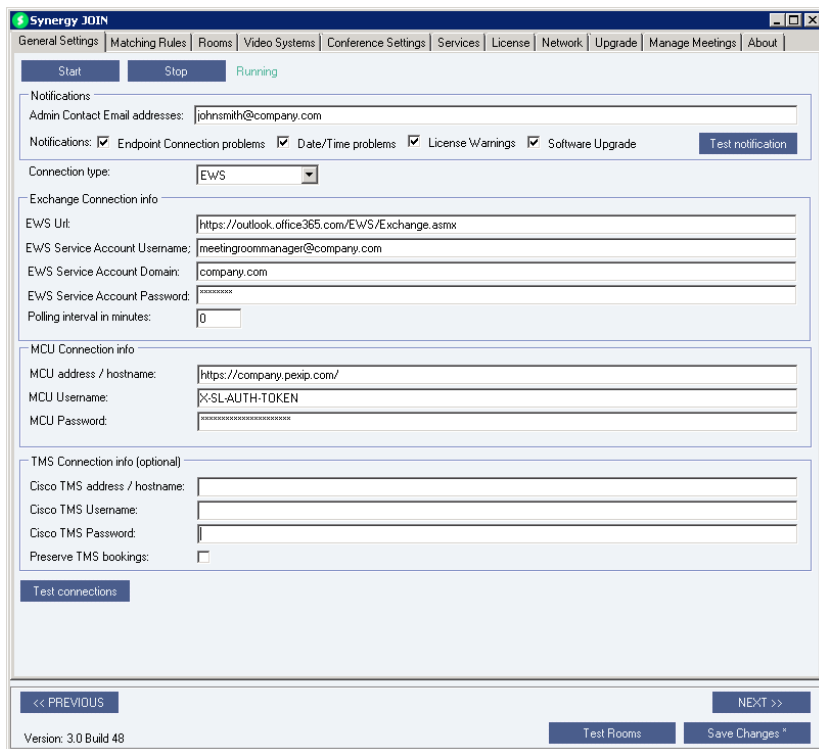 Synergy JOIN
General Settings Matching Rules Rooms Video Systems Conference Settings Services License Network Upgrade Manage Meetings About
Start Stop Running
Notifications
Admin Contact Email addresses: johnsmith@company.com
Notifications: Endpoint Connection problems Date/Time problems License Warnings Software Upgrade Test notification
Connection type: EWS
Exchange Connection info
EWS Url: https://outlook.office365.com/EWS/Exchange.asmx
EWS Service Account Username; meetingroommanager@company.com
EWS Service Account Domain: company.com
EWS Service Account Password: ********
Polling interval in minutes: 0
MCU Connection info
MCU address / hostname: https://company.pexip.com/
MCU Username: X-SL-AUTH-TOKEN
MCU Password: **********************
TMS Connection info (optional)
Cisco TMS address / hostname:
Cisco TMS Username:
Cisco TMS Password:
Preserve TMS bookings:
Test connections
<< PREVIOUS NEXT >>
Version: 3.0 Build 48 Test Rooms Save Changes *